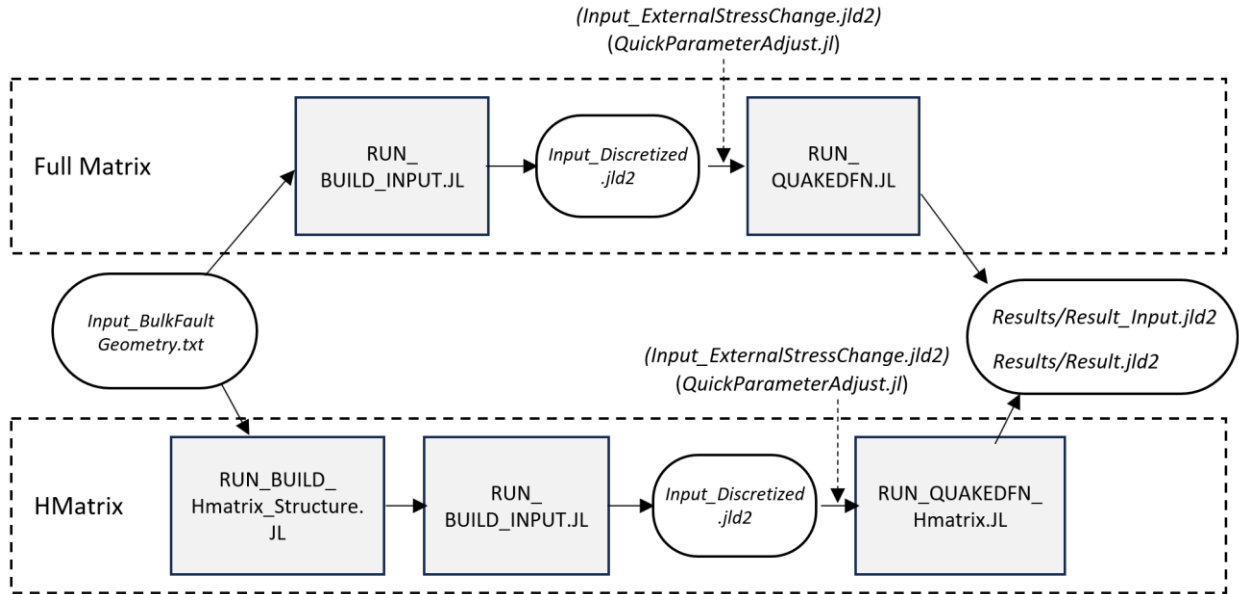 (Input_ExternalStressChange.jld2)
(QuickParameterAdjust.jl)
Full Matrix
RUN_
BUILD_INPUT.JL
Input_Discretized
.jld2
RUN_
QUAKEDFN.JL
Input_BulkFault
Geometry.txt
Results/Result_Input.jld2
Results/Result.jld2
(Input_ExternalStressChange.jld2)
(QuickParameterAdjust.jl)
HMatrix
RUN_BUILD_
Hmatrix_Structure.
JL
RUN_
BUILD_INPUT.JL
Input_Discretized
.jld2
RUN_QUAKEDFN_
Hmatrix.JL